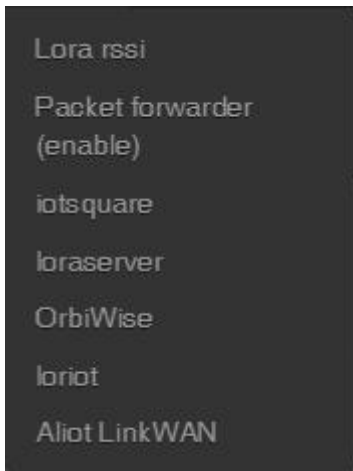 Lora rssi
Packet forwarder
(enable)
iotsquare
loraserver
OrbiWise
loriot
Aliot LinkWAN